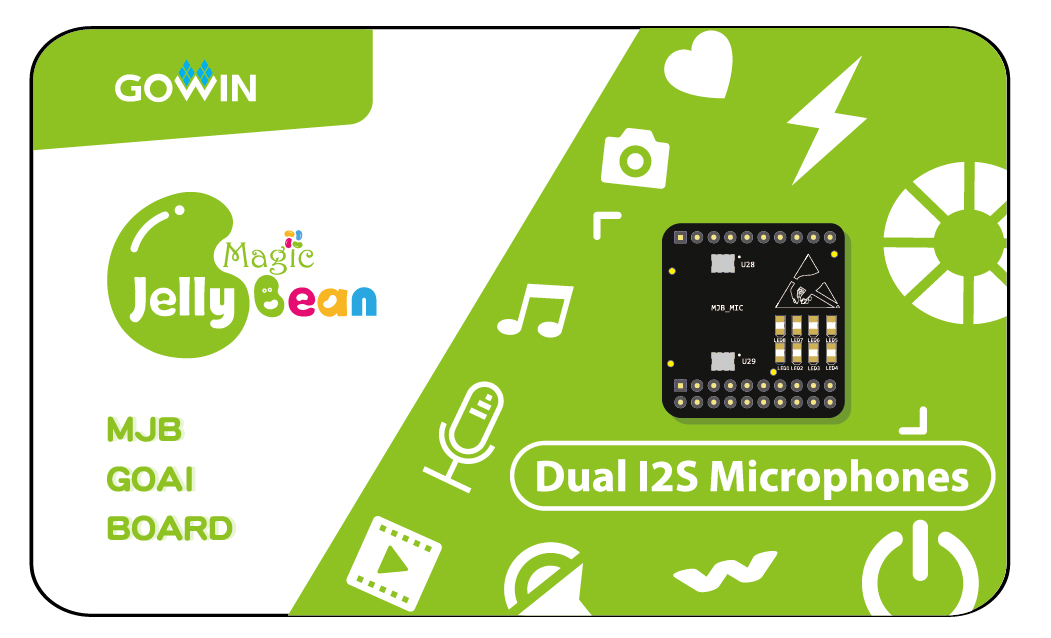 GOWIN
Magic
Jelly Bean
MJB
GOAI
BOARD
U28
MJB_MIC
LED8 LED7 LED6 LED5
U29
LED1 LED2 LED3 LED4
Dual I2S Microphones